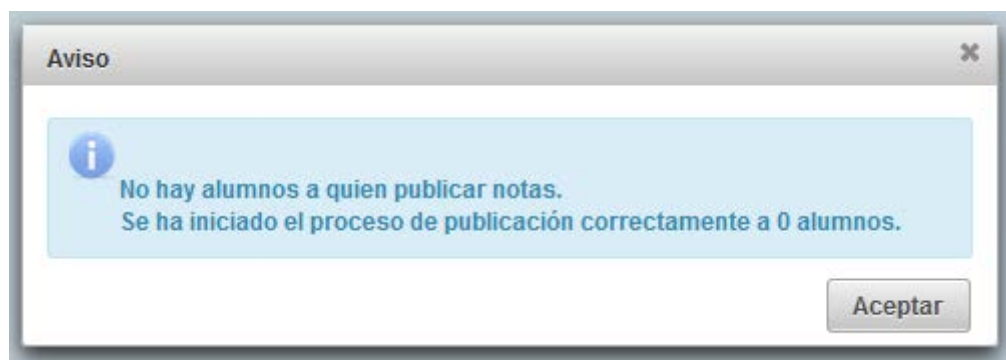 Aviso
No hay alumnos a quien publicar notas.
Se ha iniciado el proceso de publicación correctamente a 0 alumnos.
Aceptar